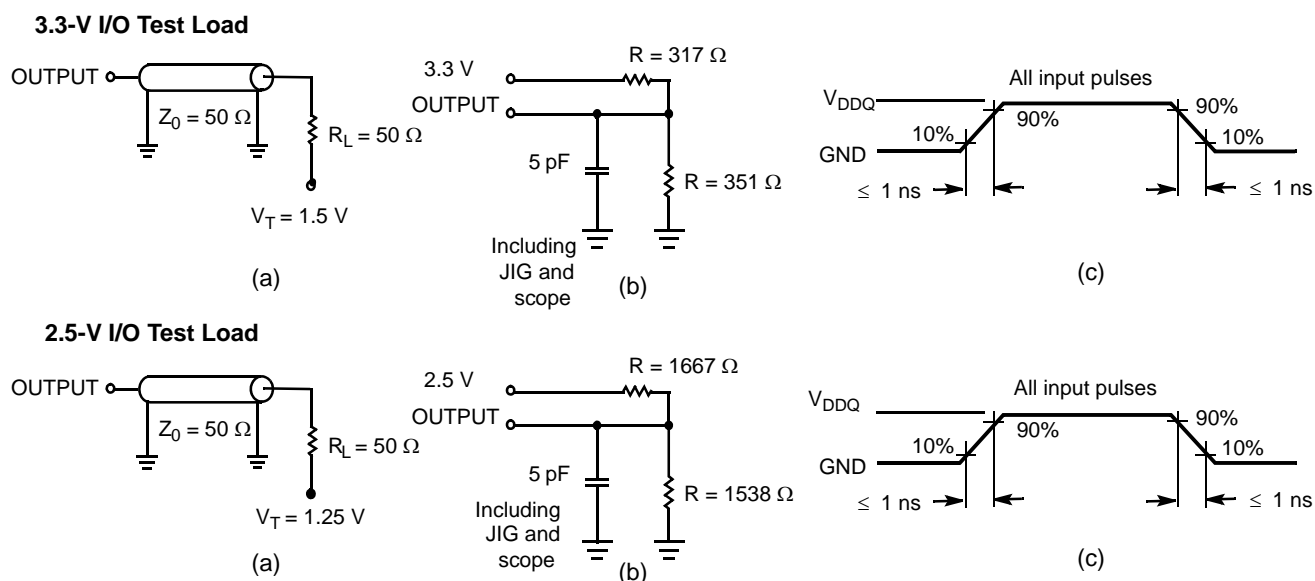 3.3-V I/O Test Load
OUTPUT
Z0 = 50 Ω
RL = 50 Ω
VT = 1.5 V
(a)
R = 317 Ω
3.3 V
OUTPUT
5 pF
R = 351 Ω
Including
JIG and
scope
(b)
All input pulses
VDDQ
GND
10%
90%
90%
10%
≤ 1 ns
≤ 1 ns
(c)
2.5-V I/O Test Load
OUTPUT
Z0 = 50 Ω
RL = 50 Ω
VT = 1.25 V
(a)
R = 1667 Ω
2.5 V
OUTPUT
5 pF
R = 1538 Ω
Including
JIG and
scope
(b)
All input pulses
VDDQ
GND
10%
90%
90%
10%
≤ 1 ns
≤ 1 ns
(c)